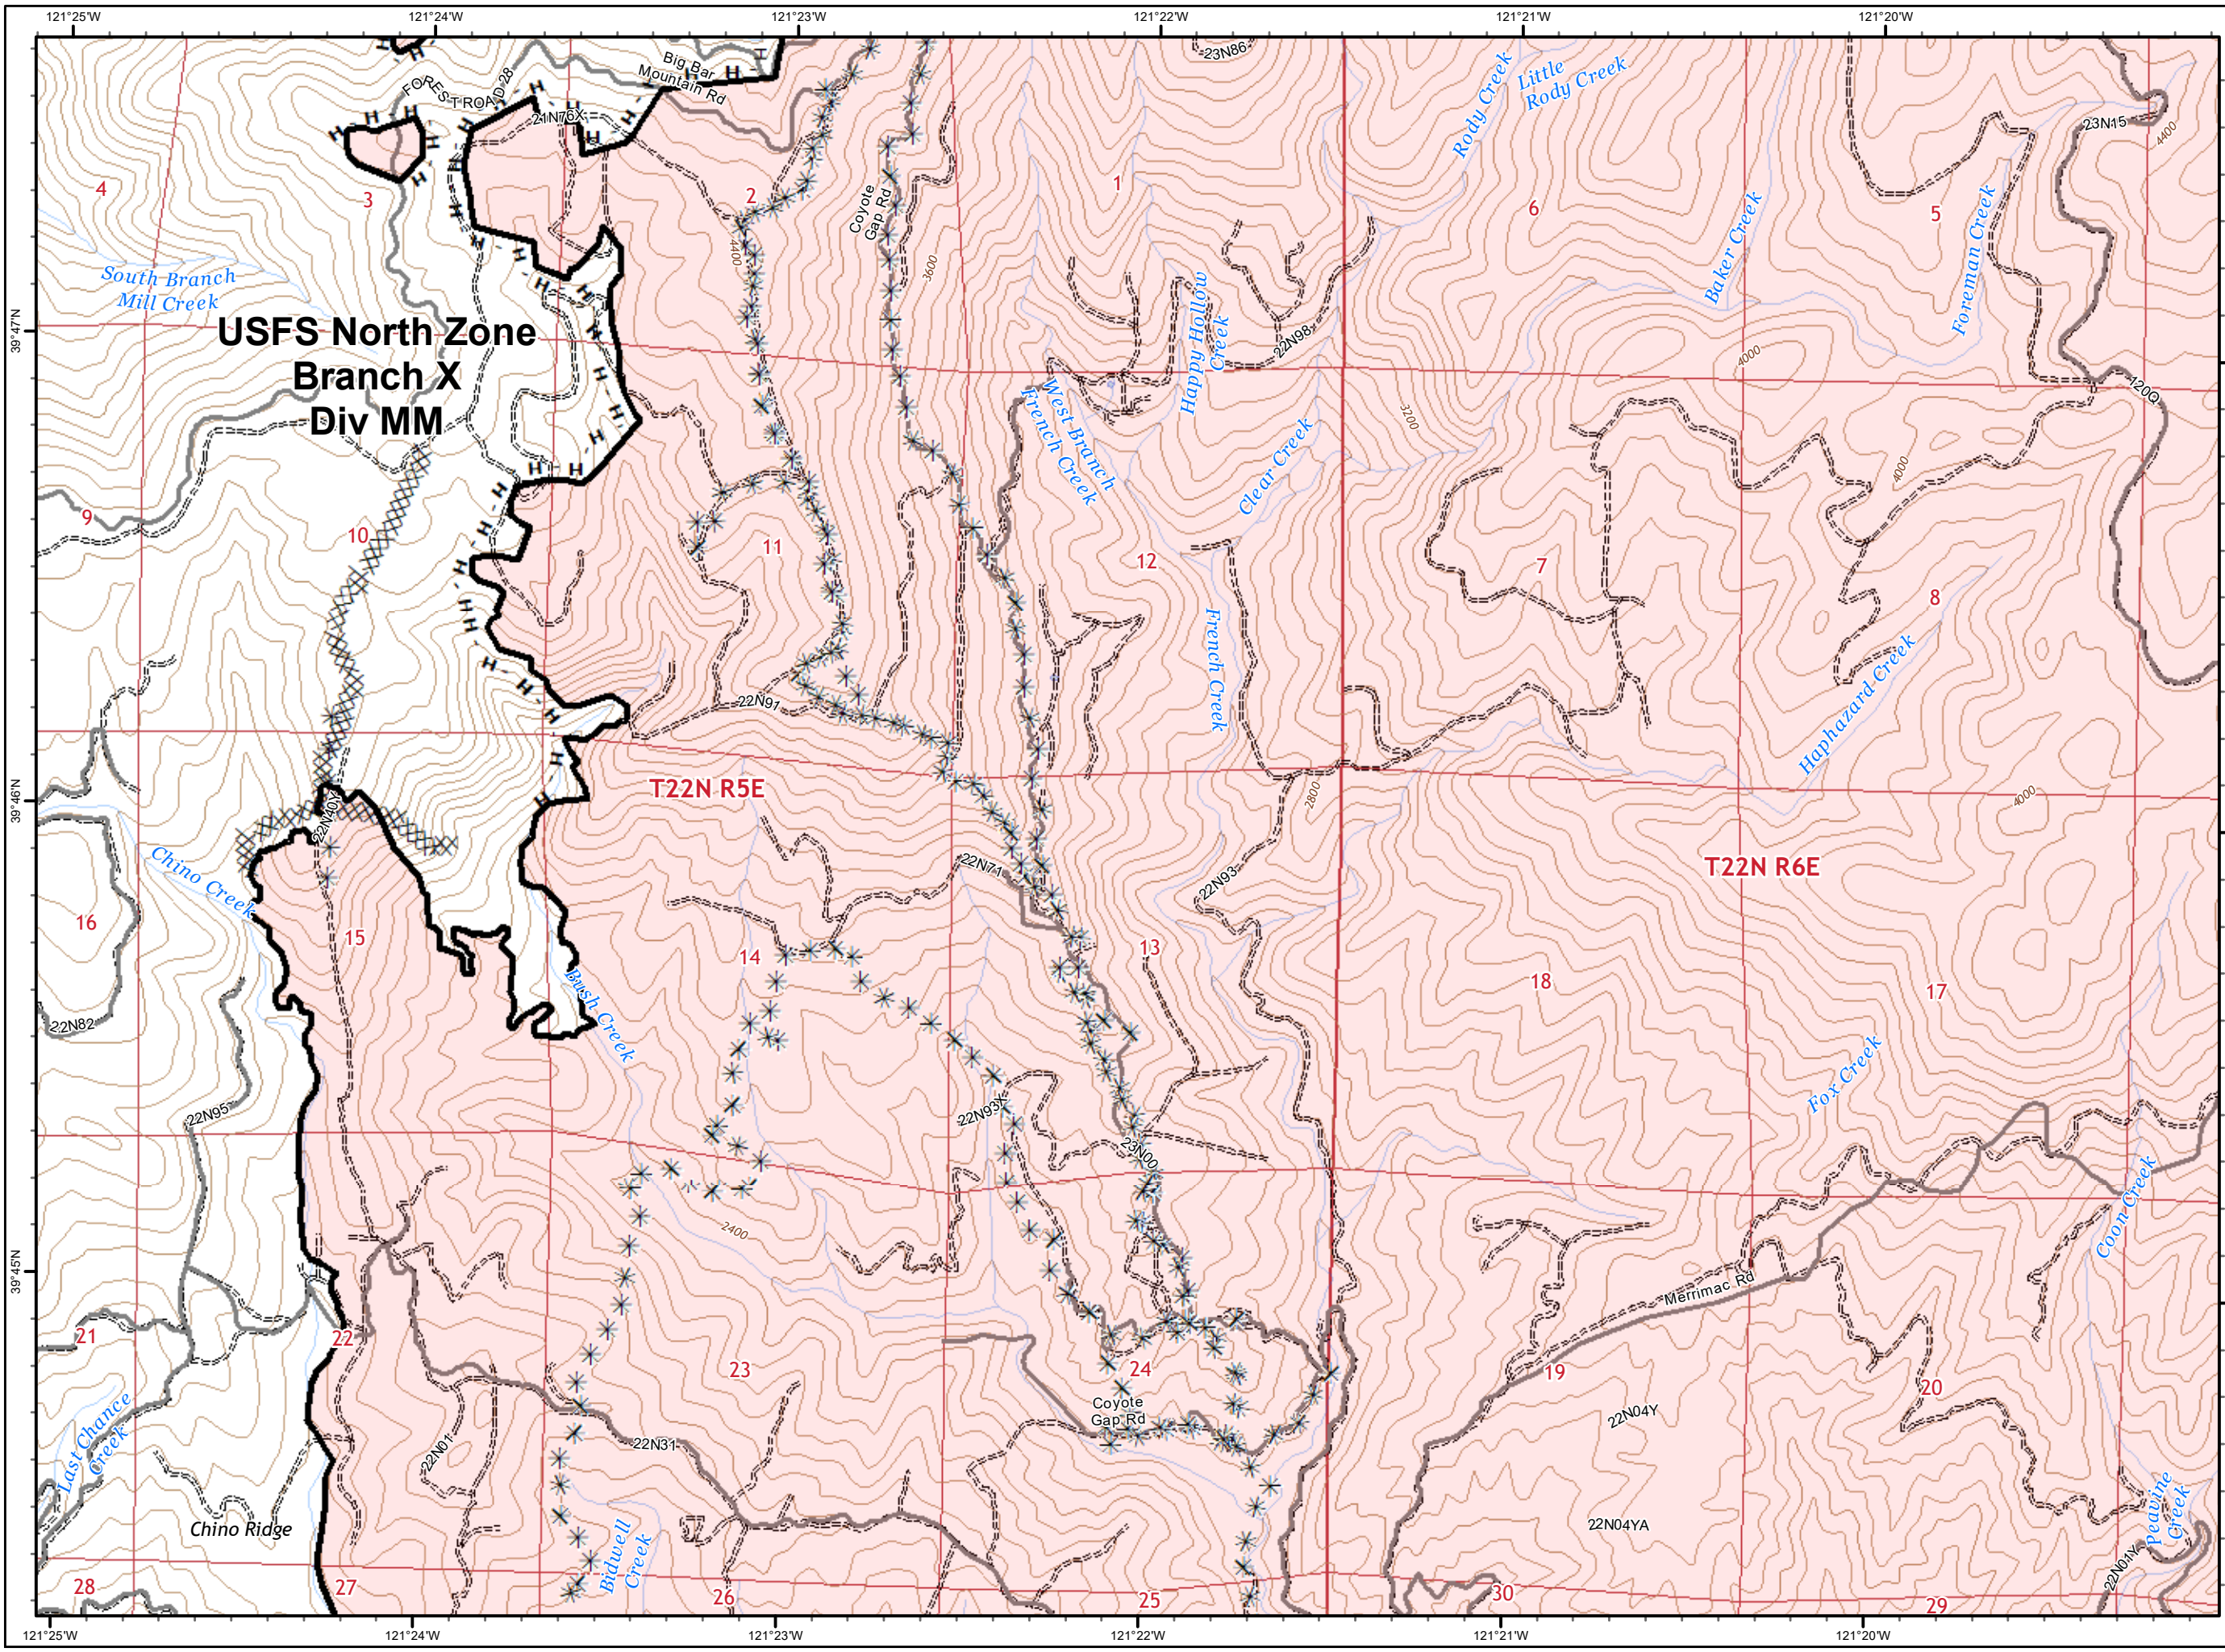 121°25'W
121°24'W
121°23'W
121°22'W
121°21'W
121°20'W
23N86
Big Bar
Mountain Rd
FOREST ROAD 28
21N76X
Rody Creek
Little
Rody Creek
23N15
4400
4
3
2
1
6
5
Coyote
Gap Rd
4400
3600
Baker Creek
Foreman Creek
South Branch
Mill Creek
39°47'N
USFS North Zone
Branch X
Div MM
Happy Hollow
Creek
22N98
4000
120Q
West Branch
French Creek
3200
Clear Creek
4000
9
10
11
12
7
8
French Creek
Haphazard Creek
22N91
39°46'N
T22N R5E
2800
4000
22N40Y
Chino Creek
22N71
22N93
T22N R6E
16
15
14
13
18
17
Bush Creek
22N82
22N95
22N93X
Fox Creek
23N00
Coon Creek
2400
39°45'N
Merrimac Rd
21
22
23
24
19
20
Coyote
Gap Rd
22N04Y
Last Chance
Creek
22N01
22N31
Chino Ridge
Bidwell
Creek
22N04YA
Peavine
Creek
22N01Y
28
27
26
25
30
29
121°25'W
121°24'W
121°23'W
121°22'W
121°21'W
121°20'W
H H H H H H H H H H H H H H H H H H H H H H H H H H H H H H H H H H